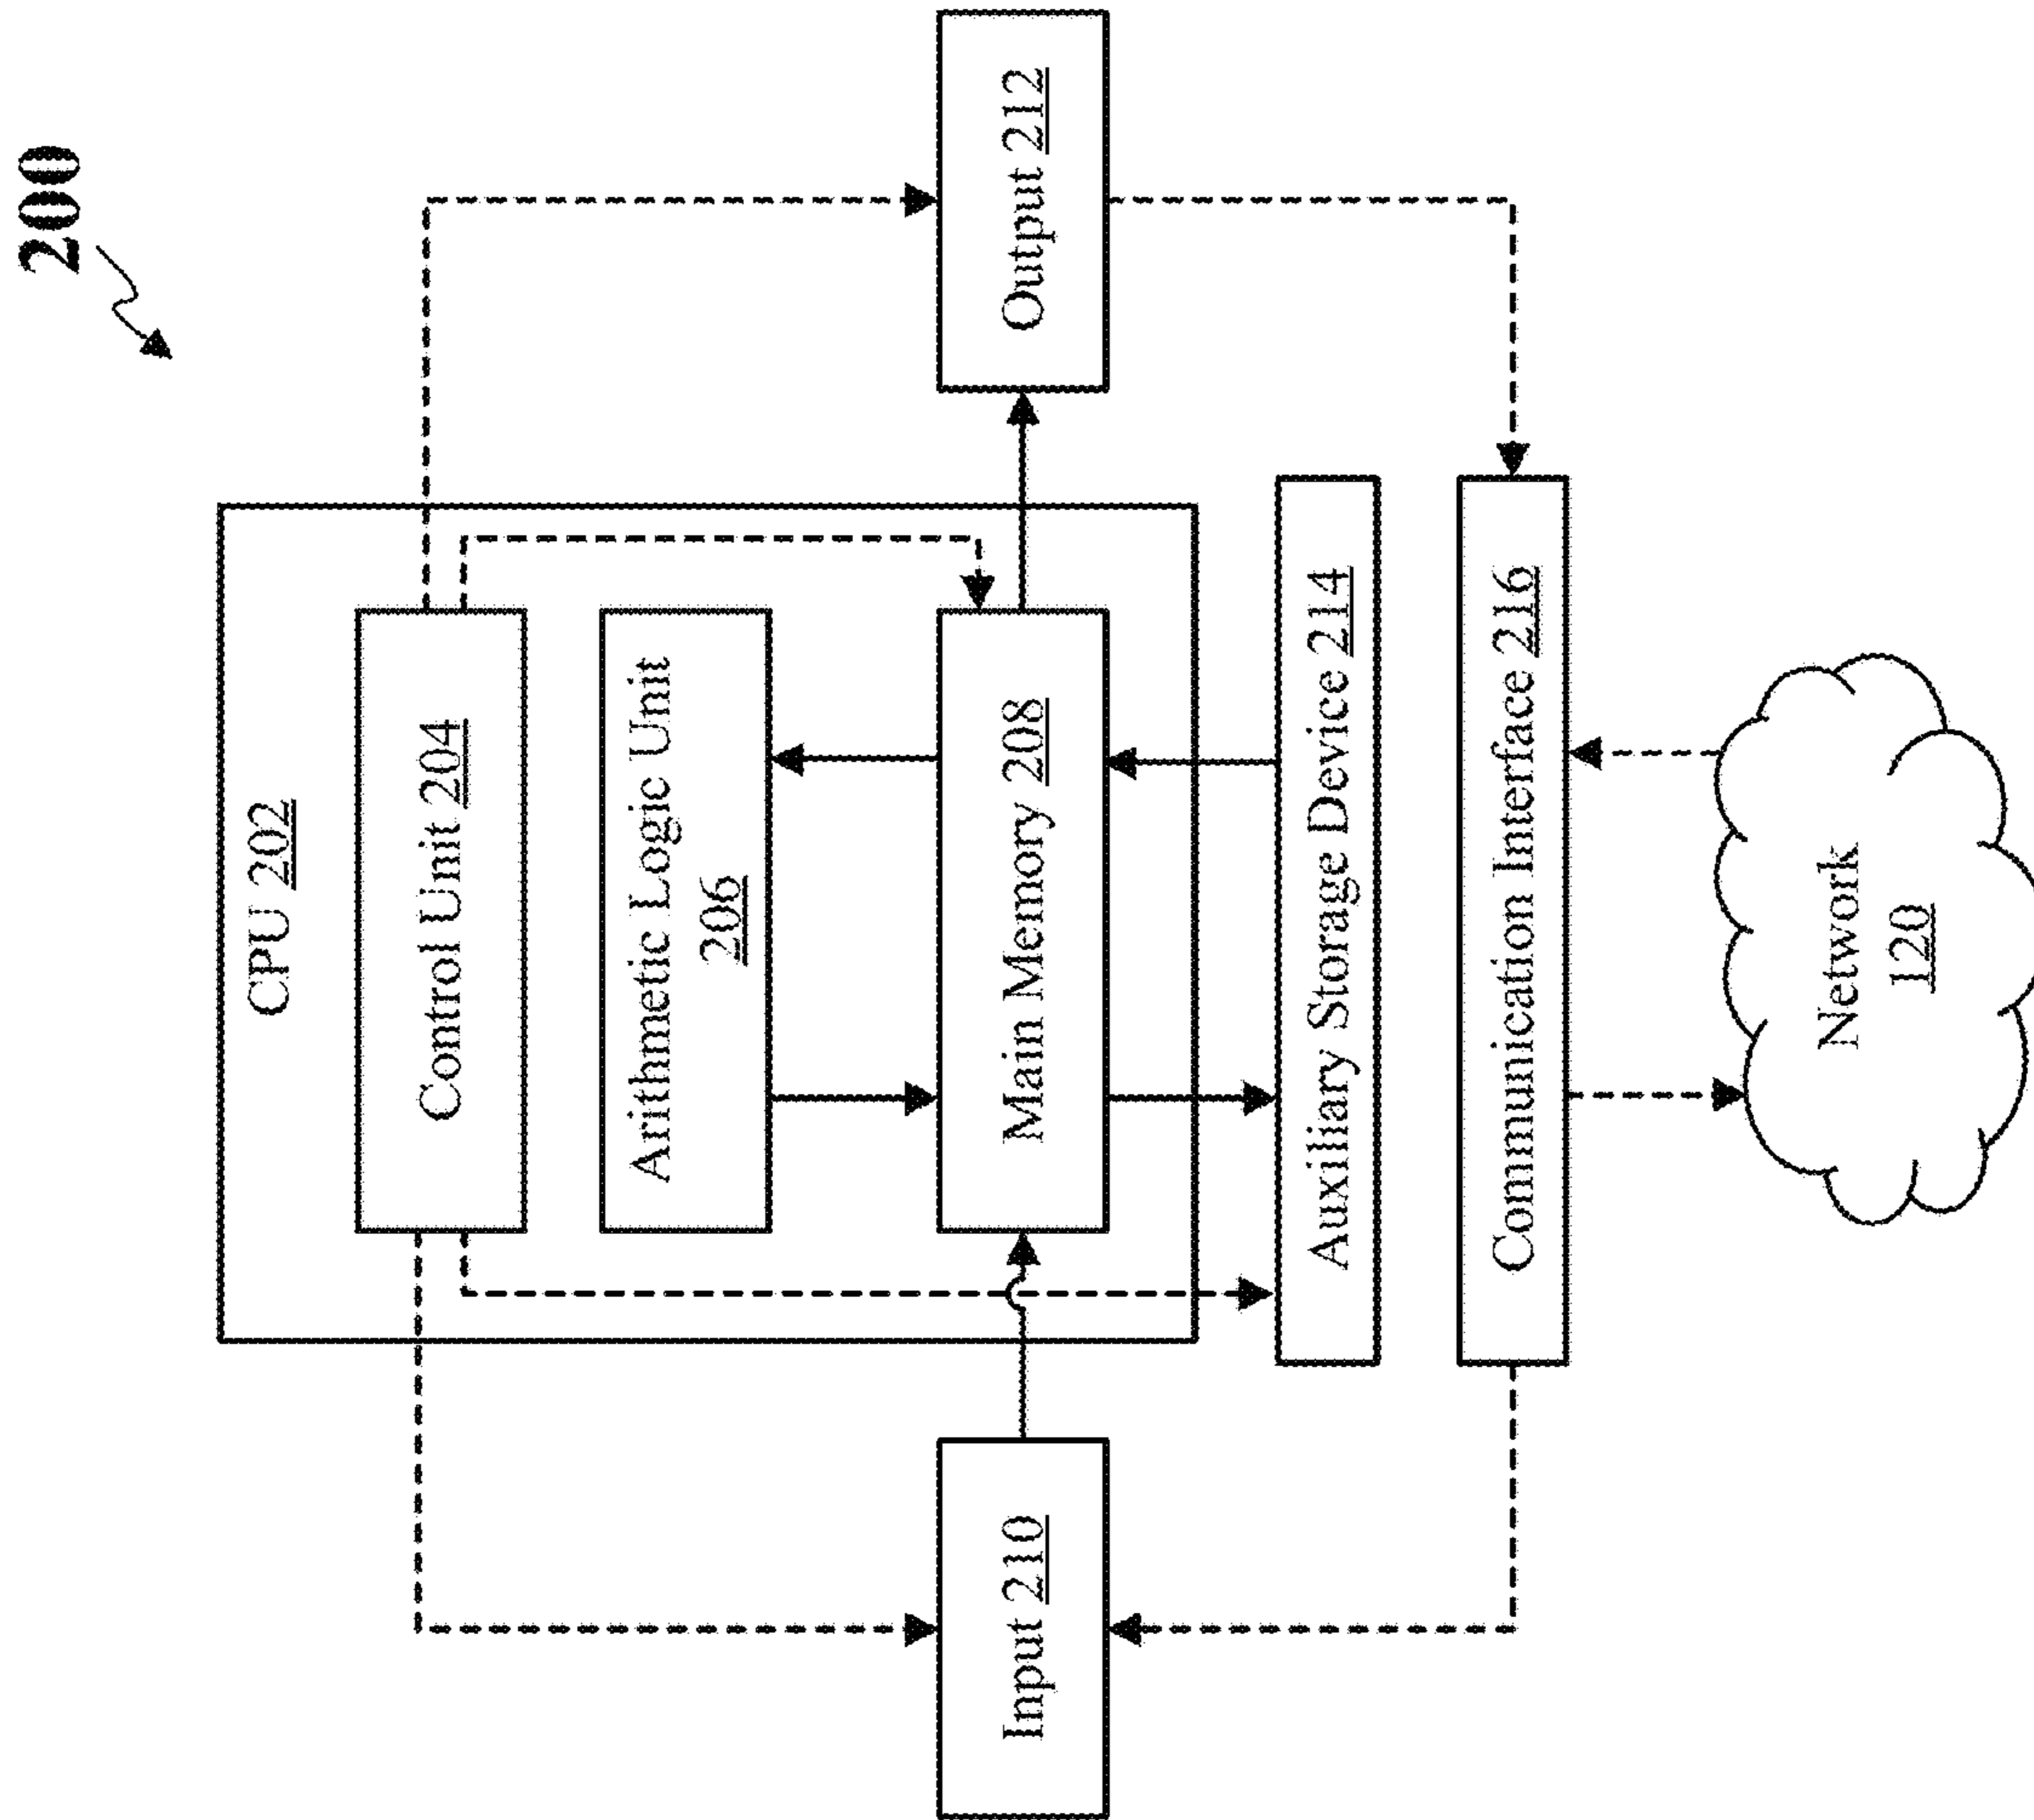 200
CPU 202
Control Unit 204
Arithmetic Logic Unit
206
Input 210
Main Memory 208
Output 212
Auxiliary Storage Device 214
Communication Interface 216
Network
120